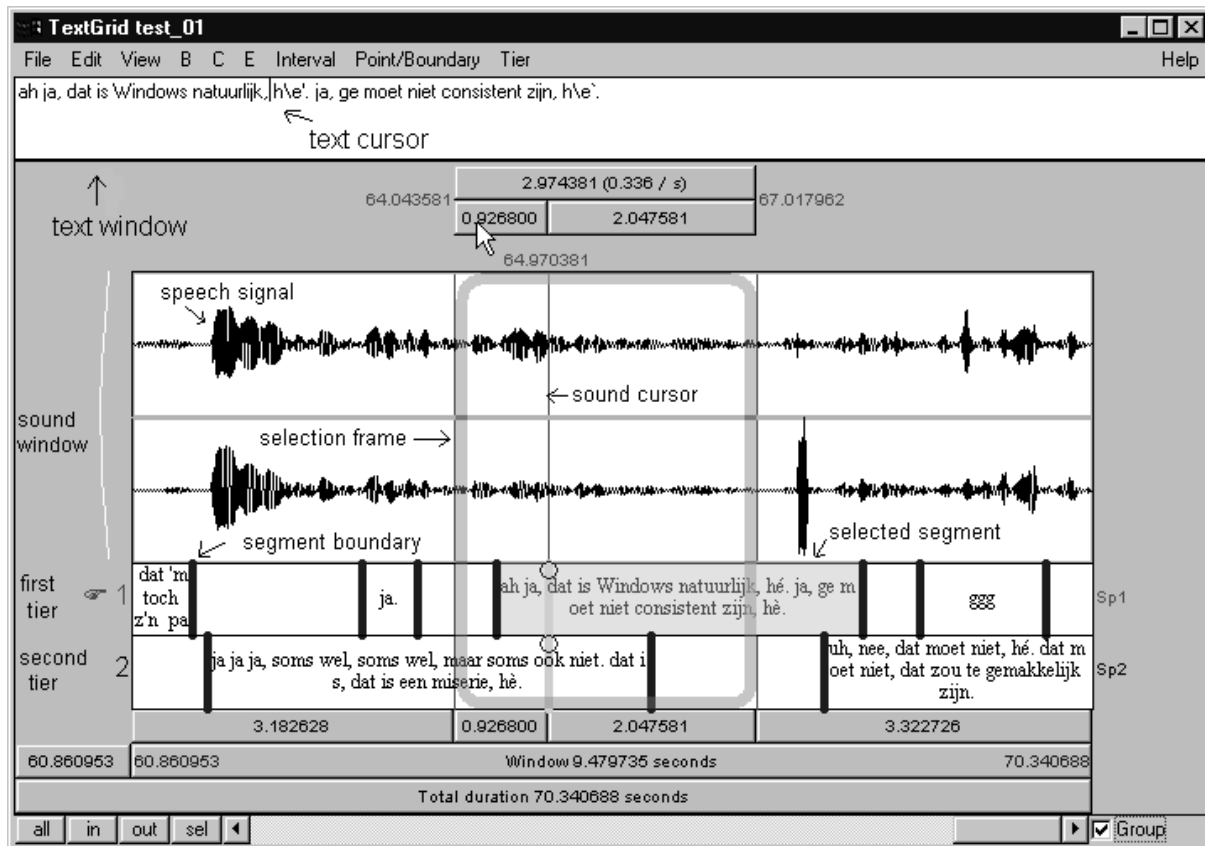 TextGrid test_01
File Edit View B C E Interval Point/Boundary Tier Help
ah ja, dat is Windows natuurlijk, h\e'. ja, ge moet niet consistent zijn, h\e`.
text cursor
text window
2.974381 (0.336 / s)
64.043581
67.017962
0.926800 2.047581
64.970381
speech signal
sound cursor
sound window
selection frame
selected segment
segment boundary
first tier
1
dat 'm
toch
z'n pa
ja.
ah ja, dat is Windows natuurlijk, hé. ja, ge m
oet niet consistent zijn, hè.
ggg
Sp1
second tier
2
ja ja ja, soms wel, soms wel, maar soms ook niet. dat i
s, dat is een miserie, hè.
uh, nee, dat moet niet, hé. dat m
oet niet, dat zou te gemakkelijk
zijn.
Sp2
3.182628 0.926800 2.047581 3.322726
60.860953 60.860953 Window 9.479735 seconds 70.340688
Total duration 70.340688 seconds
all in out sel Group